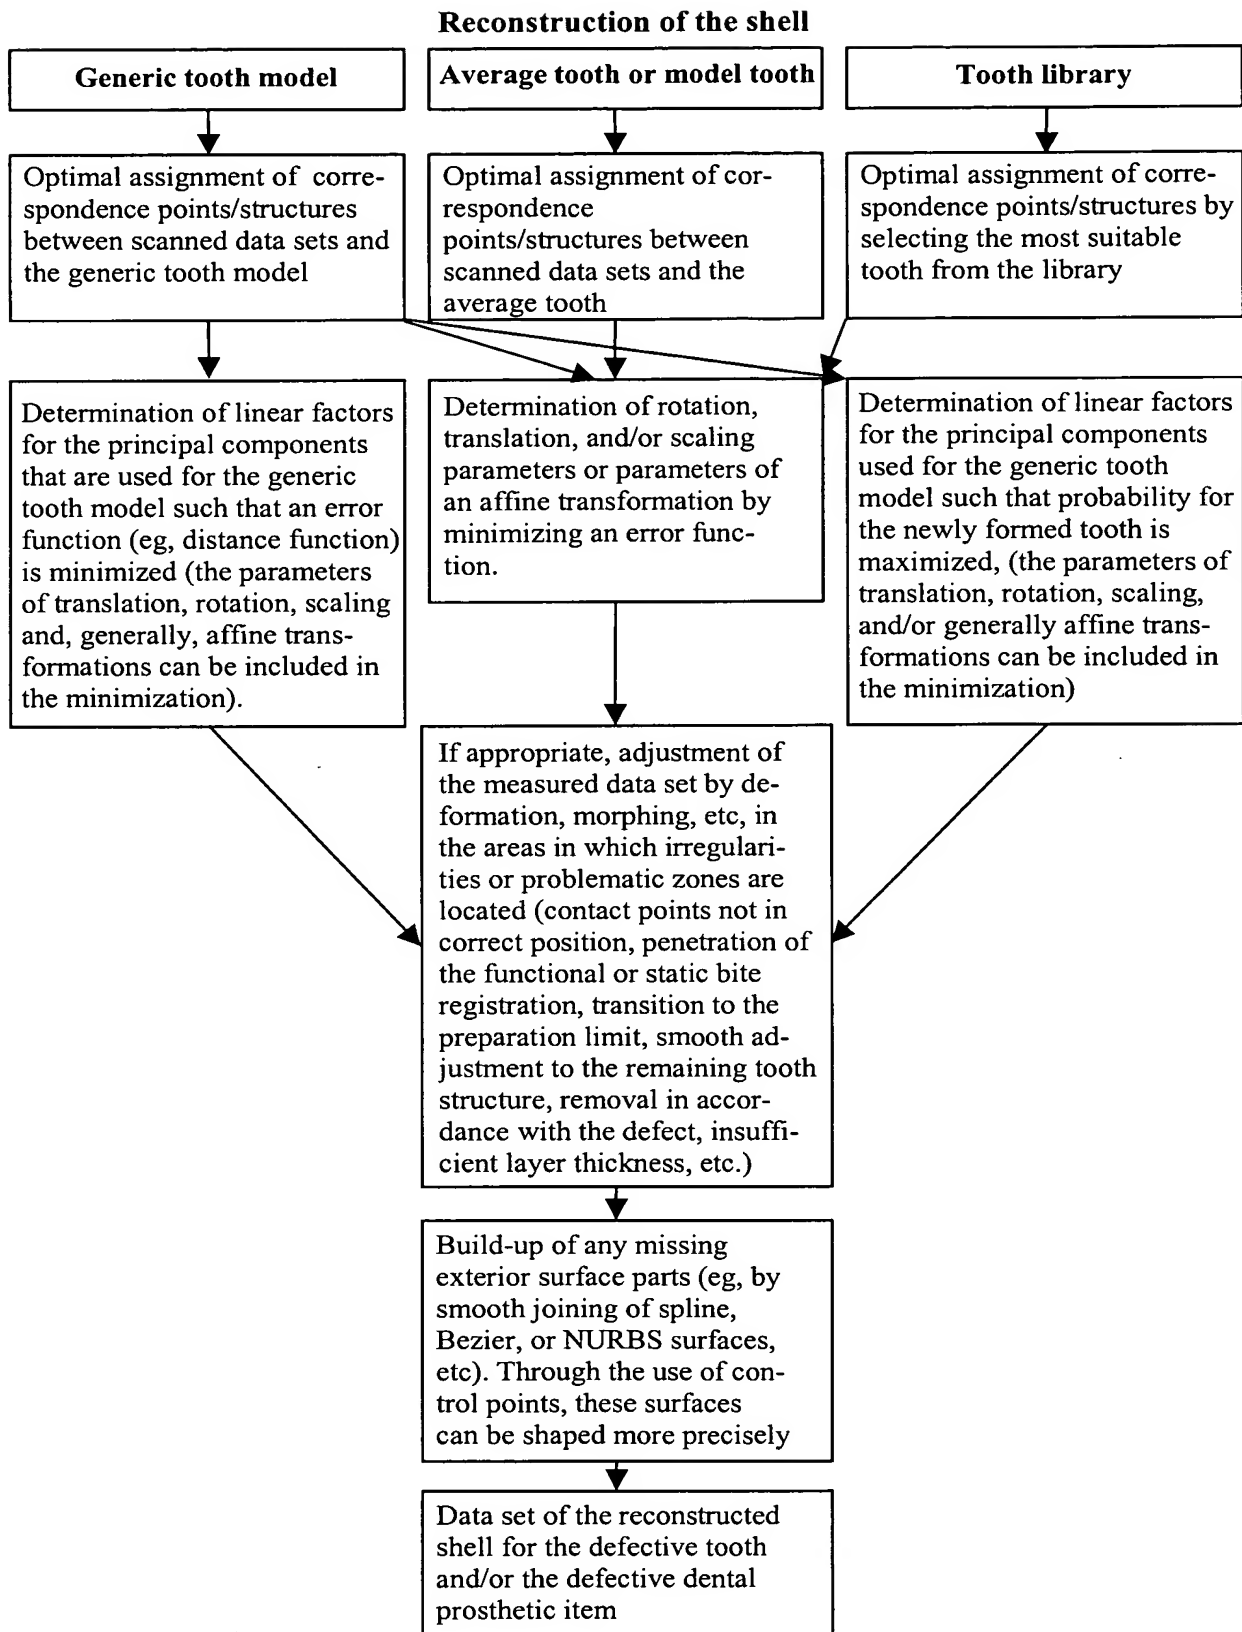 Reconstruction of the shell
Generic tooth model
Average tooth or model tooth
Tooth library
Optimal assignment of corre-
spondence points/structures
between scanned data sets and
the generic tooth model
Optimal assignment of cor-
respondence
points/structures between
scanned data sets and the
average tooth
Optimal assignment of corre-
spondence points/structures by
selecting the most suitable
tooth from the library
Determination of linear factors
for the principal components
that are used for the generic
tooth model such that an error
function (eg, distance function)
is minimized (the parameters
of translation, rotation, scaling
and, generally, affine trans-
formations can be included in
the minimization).
Determination of rotation,
translation, and/or scaling
parameters or parameters of
an affine transformation by
minimizing an error func-
tion.
Determination of linear factors
for the principal components
used for the generic tooth
model such that probability for
the newly formed tooth is
maximized, (the parameters of
translation, rotation, scaling,
and/or generally affine trans-
formations can be included in
the minimization)
If appropriate, adjustment of
the measured data set by de-
formation, morphing, etc, in
the areas in which irregulari-
ties or problematic zones are
located (contact points not in
correct position, penetration of
the functional or static bite
registration, transition to the
preparation limit, smooth ad-
justment to the remaining tooth
structure, removal in accor-
dance with the defect, insuffi-
cient layer thickness, etc.)
Build-up of any missing
exterior surface parts (eg, by
smooth joining of spline,
Bezier, or NURBS surfaces,
etc). Through the use of con-
trol points, these surfaces
can be shaped more precisely
Data set of the reconstructed
shell for the defective tooth
and/or the defective dental
prosthetic item